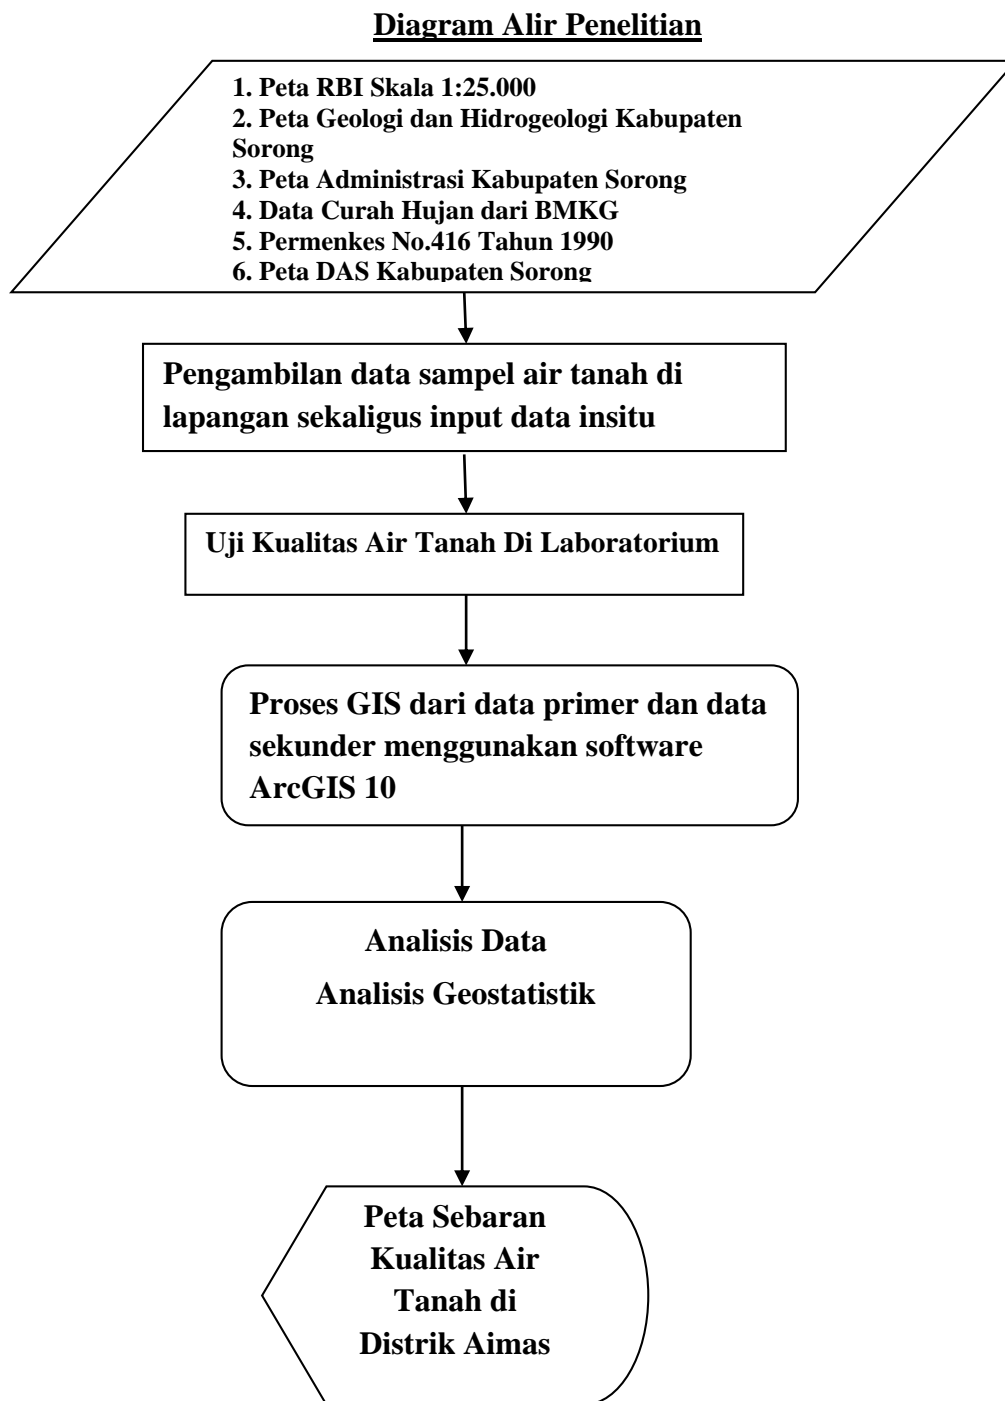 Diagram Alir Penelitian
1. Peta RBI Skala 1:25.000
2. Peta Geologi dan Hidrogeologi Kabupaten
Sorong
3. Peta Administrasi Kabupaten Sorong
4. Data Curah Hujan dari BMKG
5. Permenkes No.416 Tahun 1990
6. Peta DAS Kabupaten Sorong
Pengambilan data sampel air tanah di
lapangan sekaligus input data insitu
Uji Kualitas Air Tanah Di Laboratorium
Proses GIS dari data primer dan data
sekunder menggunakan software
ArcGIS 10
Analisis Data
Analisis Geostatistik
Peta Sebaran
Kualitas Air
Tanah di
Distrik Aimas